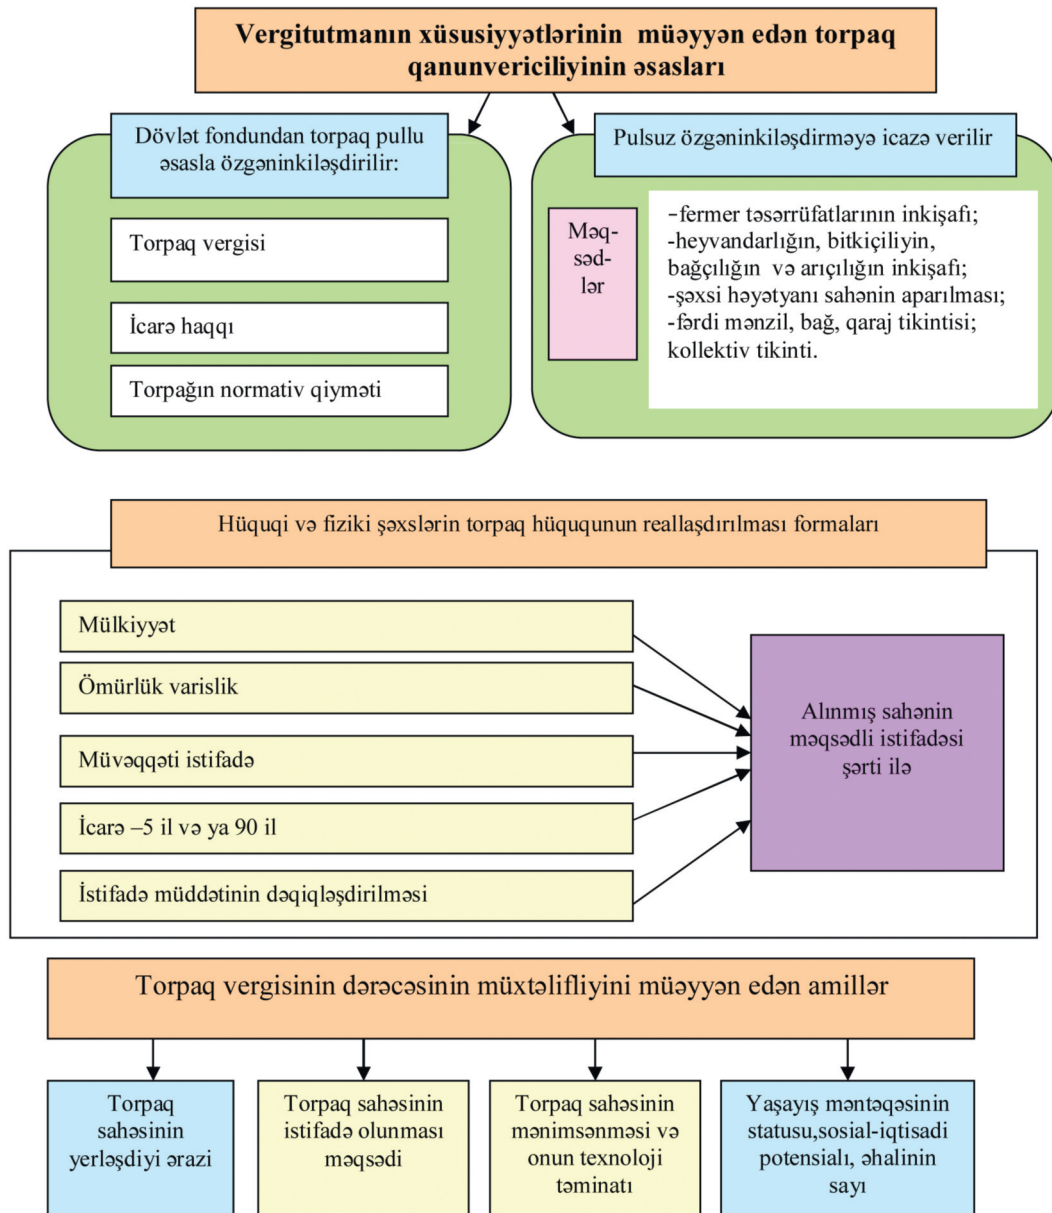 Vergitutmanın xüsusiyyətlərinin müəyyən edən torpaq
qanunvericiliyinin əsasları
Dövlət fondundan torpaq pullu
əsasla özgəninkiləşdirilir:
Torpaq vergisi
İcarə haqqı
Torpağın normativ qiyməti
Pulsuz özgəninkiləşdirməyə icazə verilir
Məq-
səd-
lər
-fermer təsərrüfatlarının inkişafı;
-heyvandarlığın, bitkiçiliyin,
bağçılığın və arıçılığın inkişafı;
-şəxsi həyətyanı sahənin aparılması;
-fərdi mənzil, bağ, qaraj tikintisi;
kollektiv tikinti.
Hüquqi və fiziki şəxslərin torpaq hüququnun reallaşdırılması formaları
Mülkiyyət
Ömürlük varislik
Müvəqqəti istifadə
İcarə –5 il və ya 90 il
İstifadə müddətinin dəqiqləşdirilməsi
Alınmış sahənin
məqsədli istifadəsi
şərti ilə
Torpaq vergisinin dərəcəsinin müxtəlifliyini müəyyən edən amillər
Torpaq
sahəsinin
yerləşdiyi ərazi
Torpaq sahəsinin
istifadə olunması
məqsədi
Torpaq sahəsinin
mənimsənməsi və
onun texnoloji
təminatı
Yaşayış məntəqəsinin
statusu,sosial-iqtisadi
potensialı, əhalinin
sayı